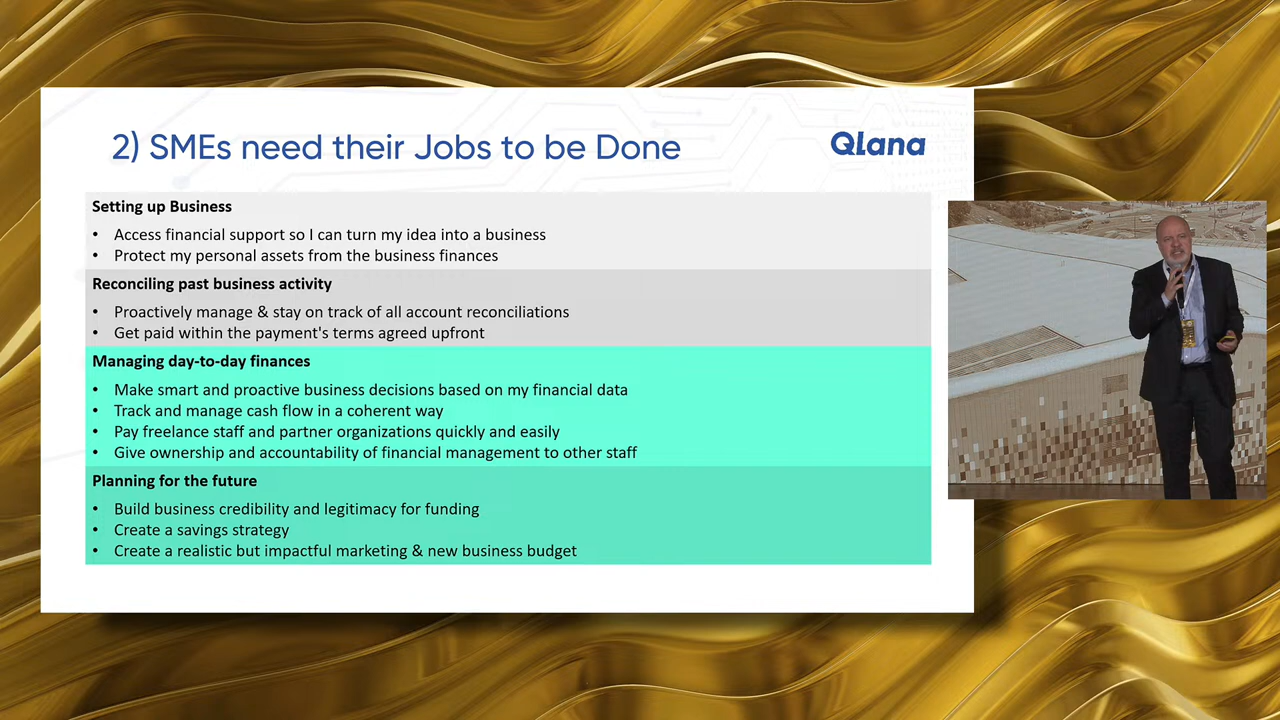 2) SMEs need their Jobs to be Done
Qlana
Setting up Business
• Access financial support so I can turn my idea into a business
• Protect my personal assets from the business finances
Reconciling past business activity
• Proactively manage & stay on track of all account reconciliations
• Get paid within the payment's terms agreed upfront
Managing day-to-day finances
• Make smart and proactive business decisions based on my financial data
• Track and manage cash flow in a coherent way
• Pay freelance staff and partner organizations quickly and easily
• Give ownership and accountability of financial management to other staff
Planning for the future
• Build business credibility and legitimacy for funding
• Create a savings strategy
• Create a realistic but impactful marketing & new business budget